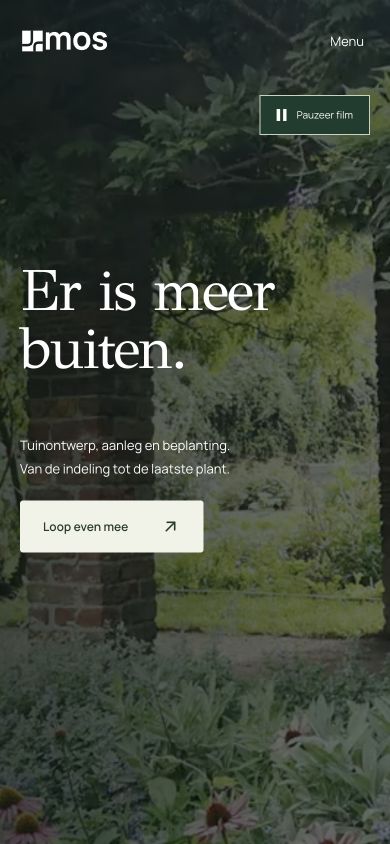 mos
Menu
Pauzeer film
Er is meer
buiten.
Tuinontwerp, aanleg en beplanting.
Van de indeling tot de laatste plant.
Loop even mee